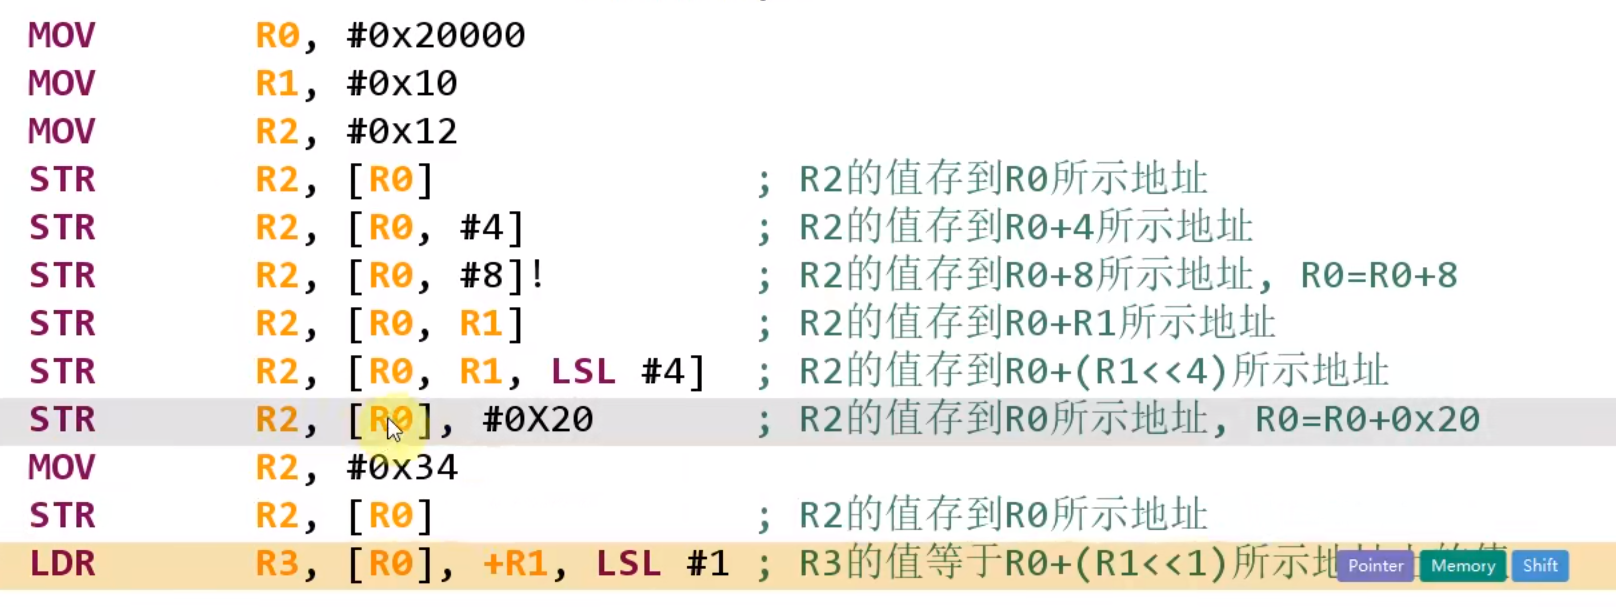 MOV R0, #0x20000
MOV R1, #0x10
MOV R2, #0x12
STR R2, [R0] ; R2的值存到R0所示地址
STR R2, [R0, #4] ; R2的值存到R0+4所示地址
STR R2, [R0, #8]! ; R2的值存到R0+8所示地址, R0=R0+8
STR R2, [R0, R1] ; R2的值存到R0+R1所示地址
STR R2, [R0, R1, LSL #4] ; R2的值存到R0+(R1<<4)所示地址
STR R2, [R0], #0X20 ; R2的值存到R0所示地址, R0=R0+0x20
MOV R2, #0x34
STR R2, [R0] ; R2的值存到R0所示地址
LDR R3, [R0], +R1, LSL #1 ; R3的值等于R0+(R1<<1)所示地 Pointer Memory Shift